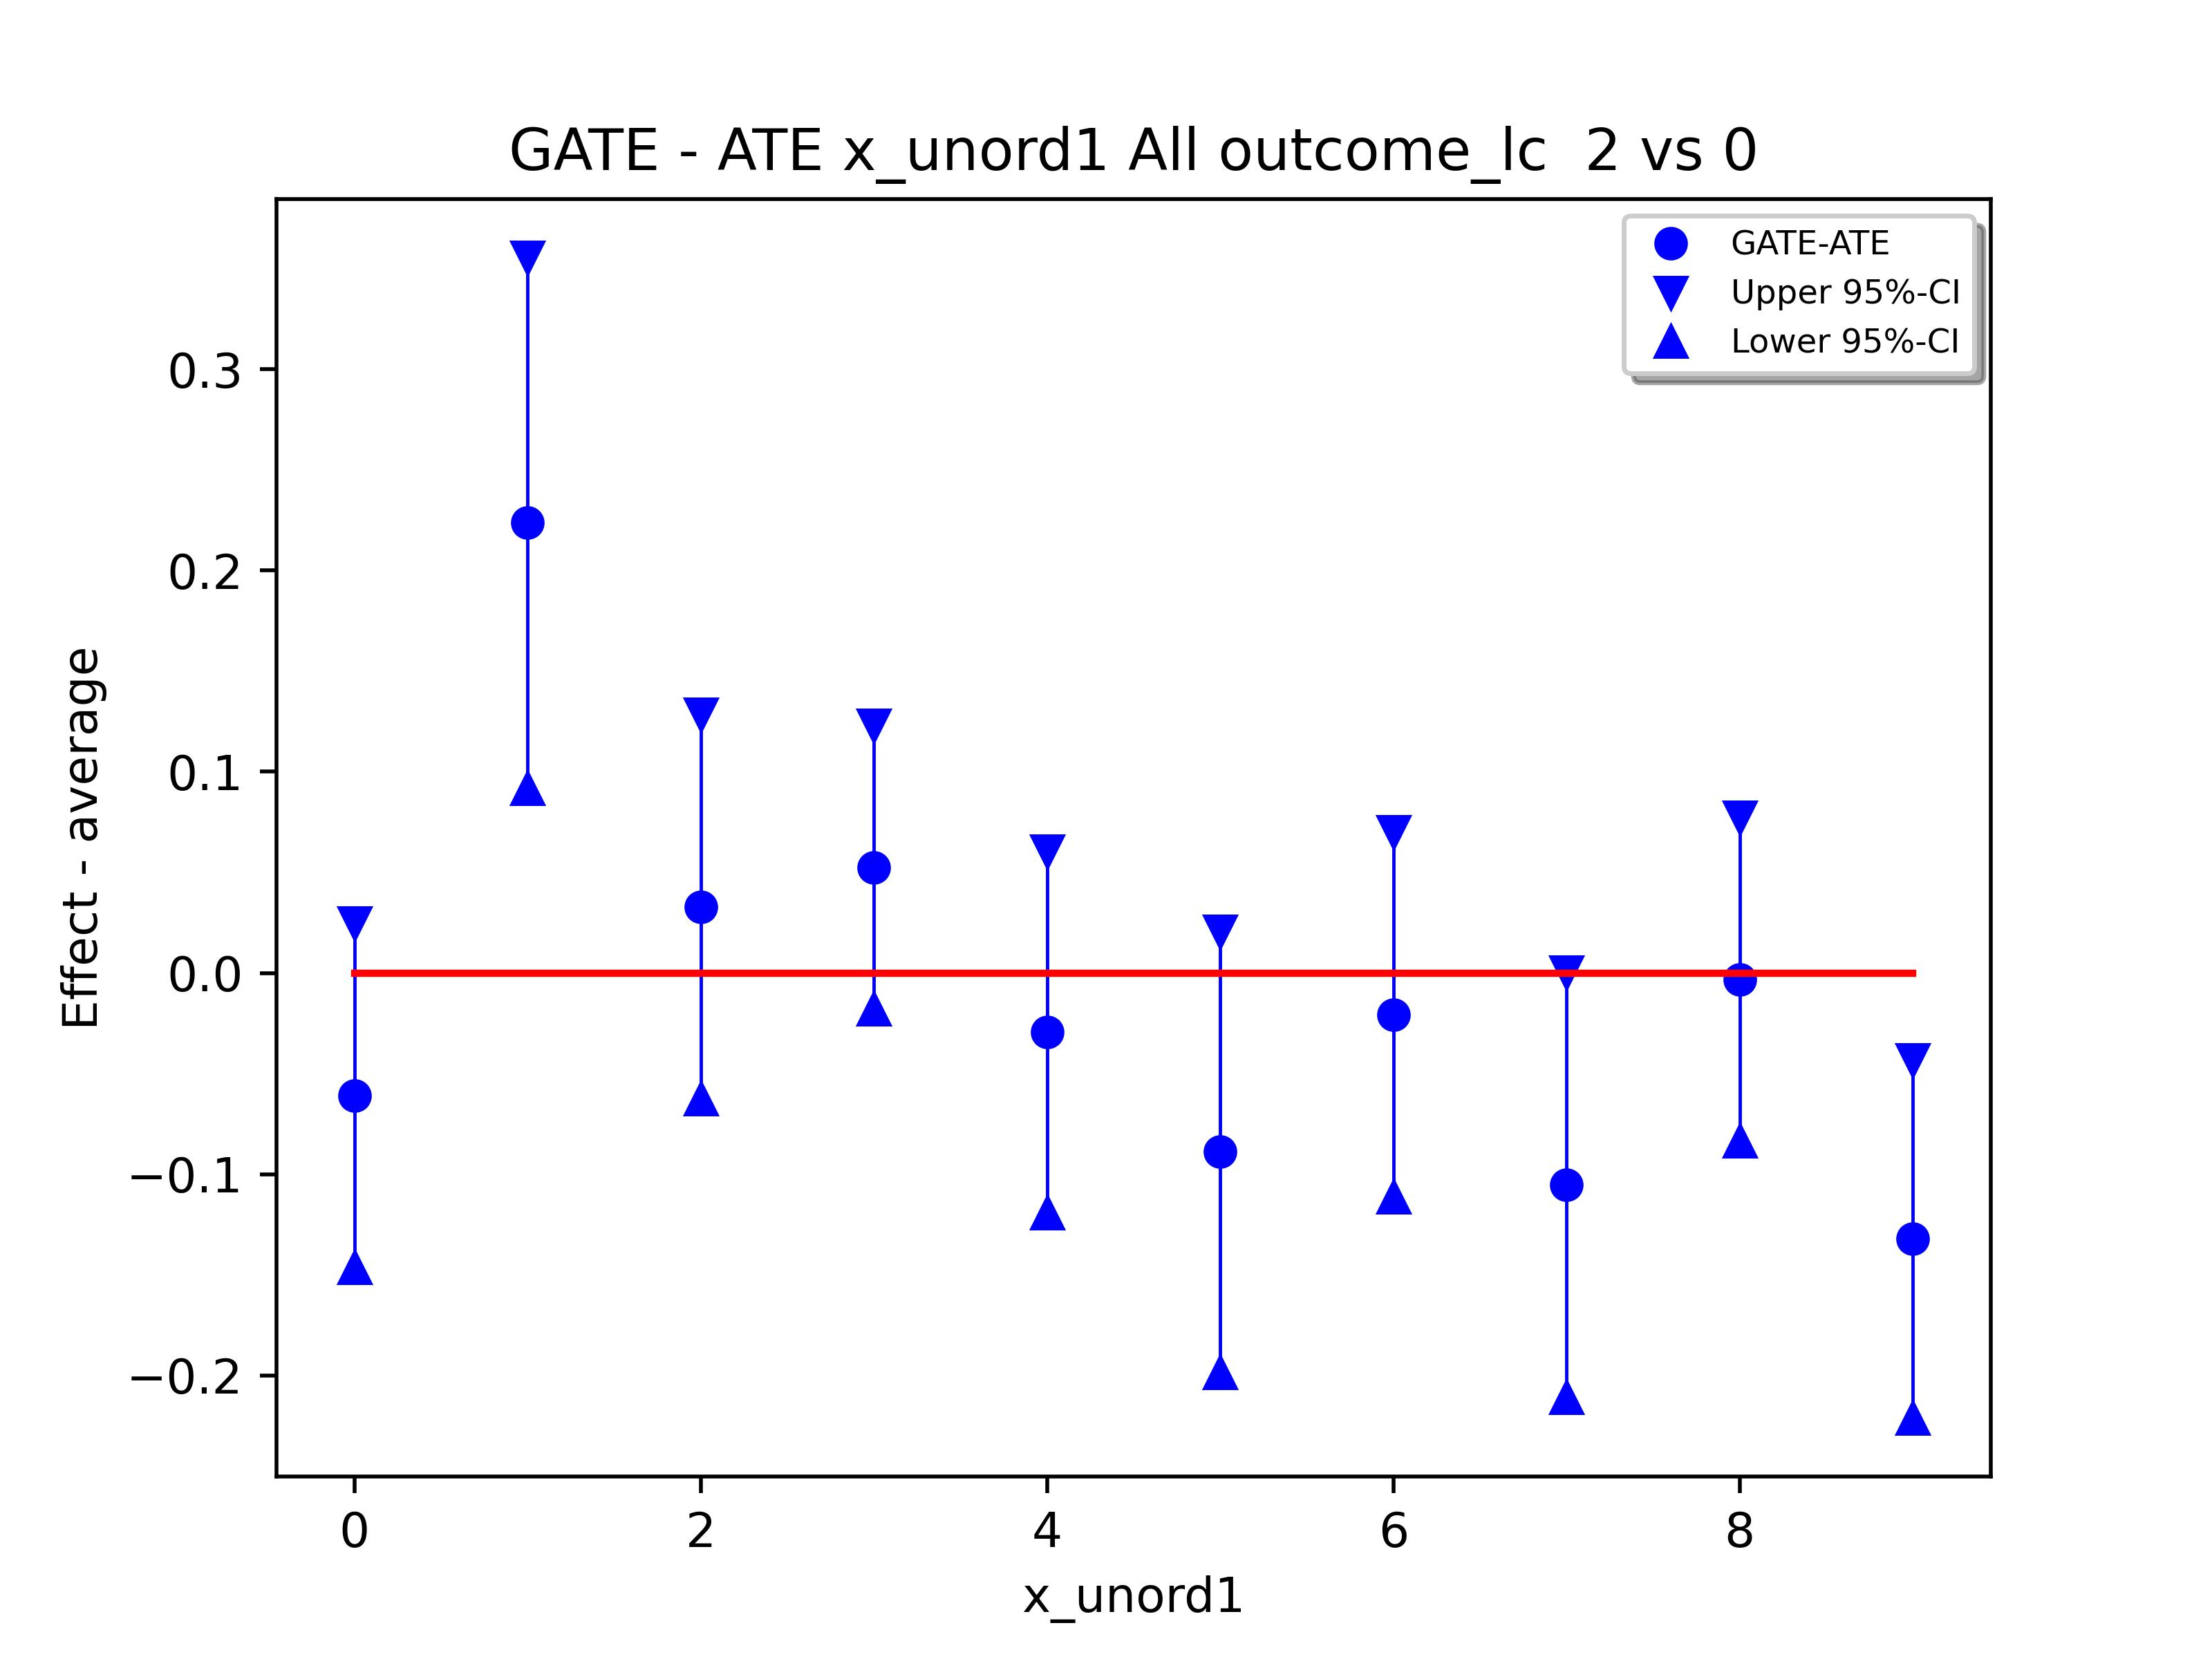 GATE - ATE x_unord1 All outcome_lc  2 vs 0
GATE-ATE
Upper 95%-CI
Lower 95%-CI
Effect - average
0.3
0.2
0.1
0.0
−0.1
−0.2
0 2 4 6 8
x_unord1